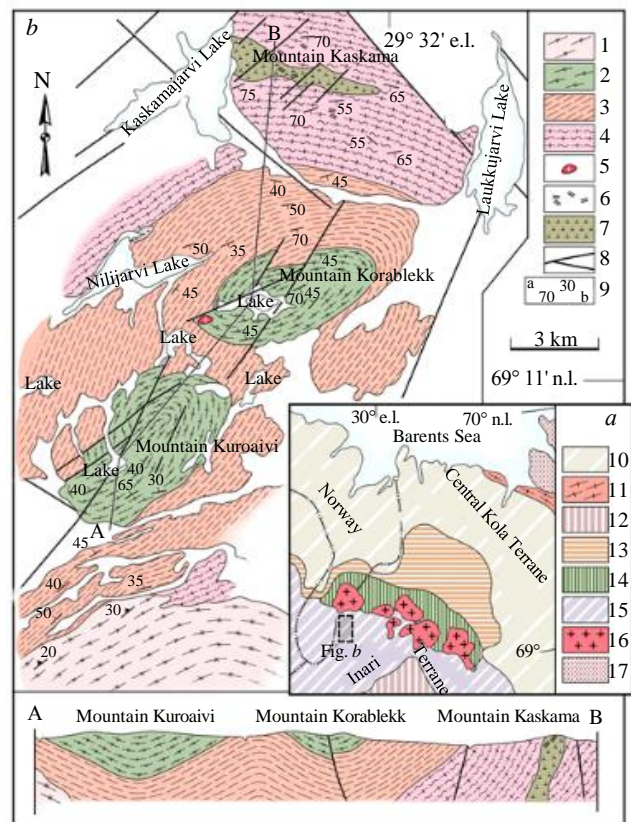 b
B
29° 32' e.l.
70
Mountain Kaskama
Kaskamajarvi Lake
75
65
70
55
55
65
N
Laukkujarvi Lake
45
40
50
70
50
35
Nilijarvi Lake
45
45
Mountain Korablekk
Lake
70
45
45
Lake
Lake
Lake
Mountain Kuroaivi
Lake
40
40
65
30
A
45
40
35
50
30
20
1
2
3
4
5
6
7
8
a 30
70 b
9
3 km
69° 11' n.l.
30° e.l.
70° n.l.
a
Barents Sea
Norway
Central Kola Terrane
Fig. b
Inari
Terrane
69°
10
11
12
13
14
15
16
17
A
Mountain Kuroaivi
Mountain Korablekk
Mountain Kaskama
B